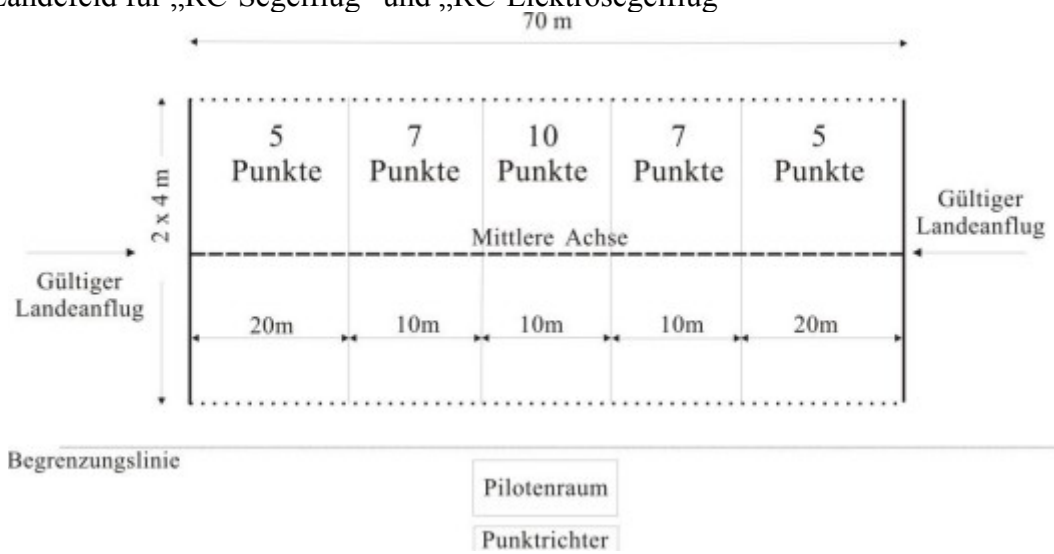 Landefeld für „RC-Segelflug“ und „RC-Elektrosegelflug“
70 m
5 7 10 7 5
Punkte Punkte Punkte Punkte Punkte
2 x 4 m
Gültiger
Landeanflug
Mittlere Achse
Gültiger
Landeanflug
20m 10m 10m 10m 20m
Begrenzungslinie
Pilotenraum
Punktrichter